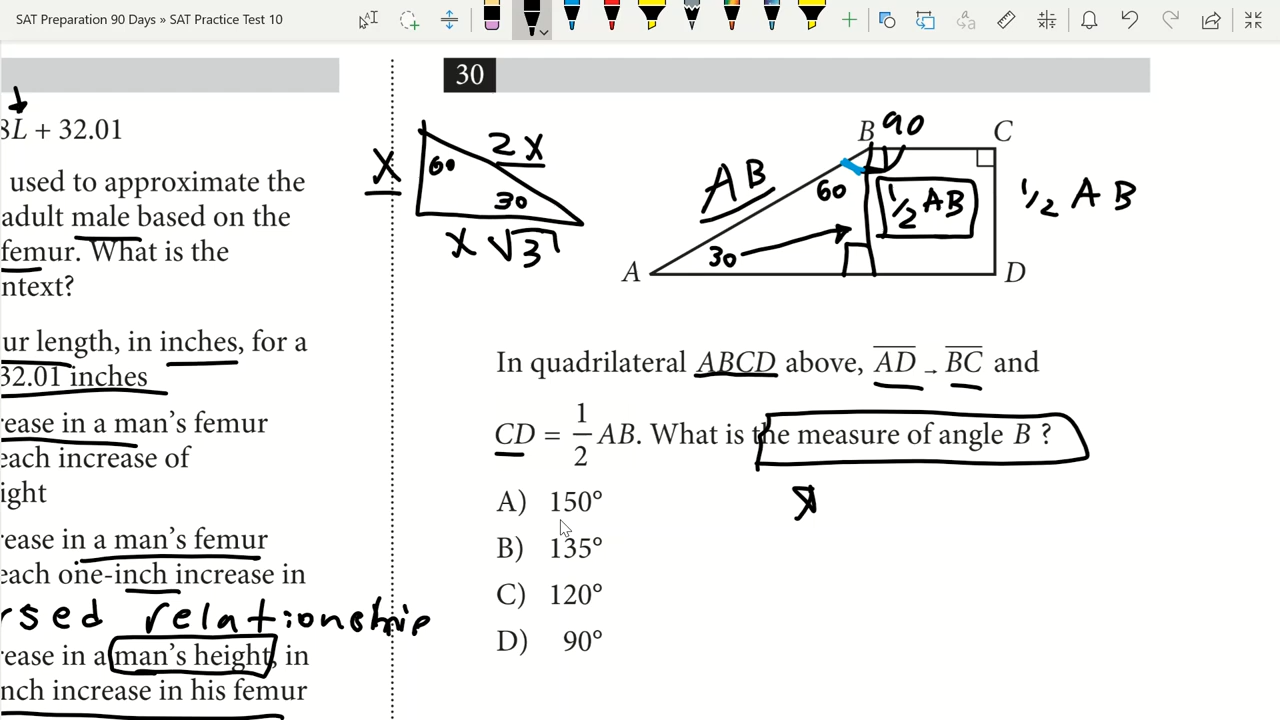 SAT Preparation 90 Days » SAT Practice Test 10
8L + 32.01
used to approximate the
adult male based on the
femur. What is the
ntext?
ur length, in inches, for a
32.01 inches
ease in a man's femur
each increase of
ight
rease in a man's femur
each one-inch increase in
rsed relationship
rease in a man's height, in
nch increase in his femur
30
X
60
2X
30
X √3
B
90
C
AB
60
1/2 AB
1/2 AB
30
A
D
In quadrilateral ABCD above, AD - BC and
CD = 1/2 AB. What is the measure of angle B ?
A) 150°
B) 135°
C) 120°
D) 90°